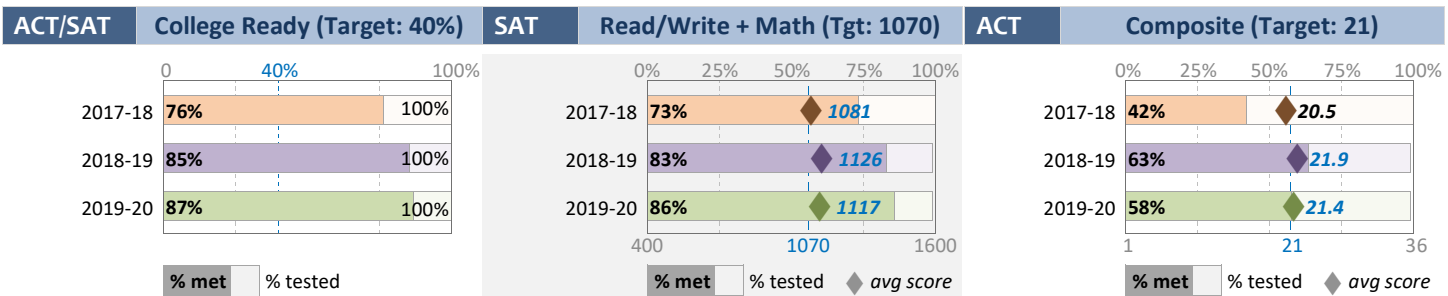 ACT/SAT College Ready (Target: 40%)
0 40% 100%
2017-18 76% 100%
2018-19 85% 100%
2019-20 87% 100%
% met % tested
SAT Read/Write + Math (Tgt: 1070)
0% 25% 50% 75% 100%
2017-18 73% 1081
2018-19 83% 1126
2019-20 86% 1117
400 1070 1600
% met % tested avg score
ACT Composite (Target: 21)
0% 25% 50% 75% 100%
2017-18 42% 20.5
2018-19 63% 21.9
2019-20 58% 21.4
1 21 36
% met % tested avg score